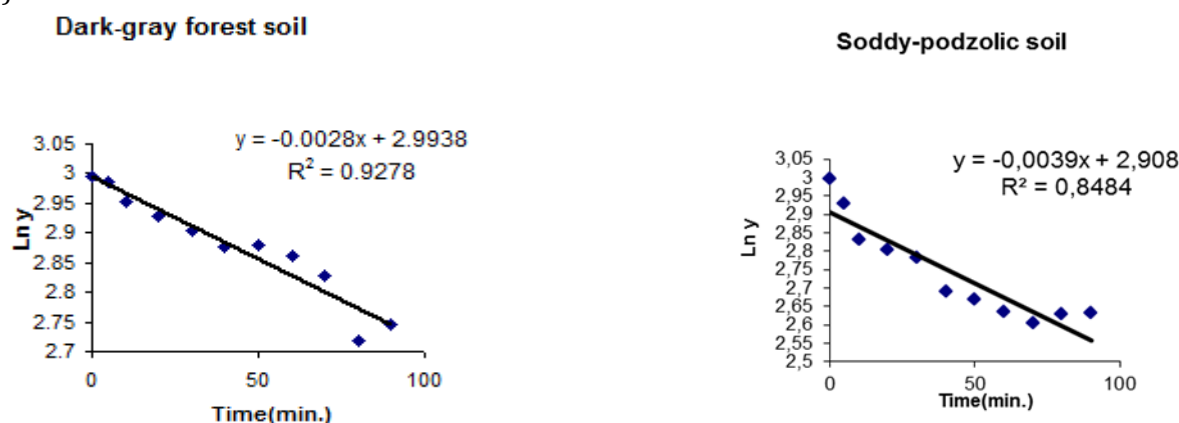 Dark-gray forest soil
y = -0.0028x + 2.9938
R² = 0.9278
3.05
3
2.95
2.9
2.85
2.8
2.75
2.7
Ln y
0 50 100
Time(min.)
Soddy-podzolic soil
y = -0,0039x + 2,908
R² = 0,8484
3,05
3
2,95
2,9
2,85
2,8
2,75
2,7
2,65
2,6
2,55
2,5
Ln y
0 50 100
Time(min.)